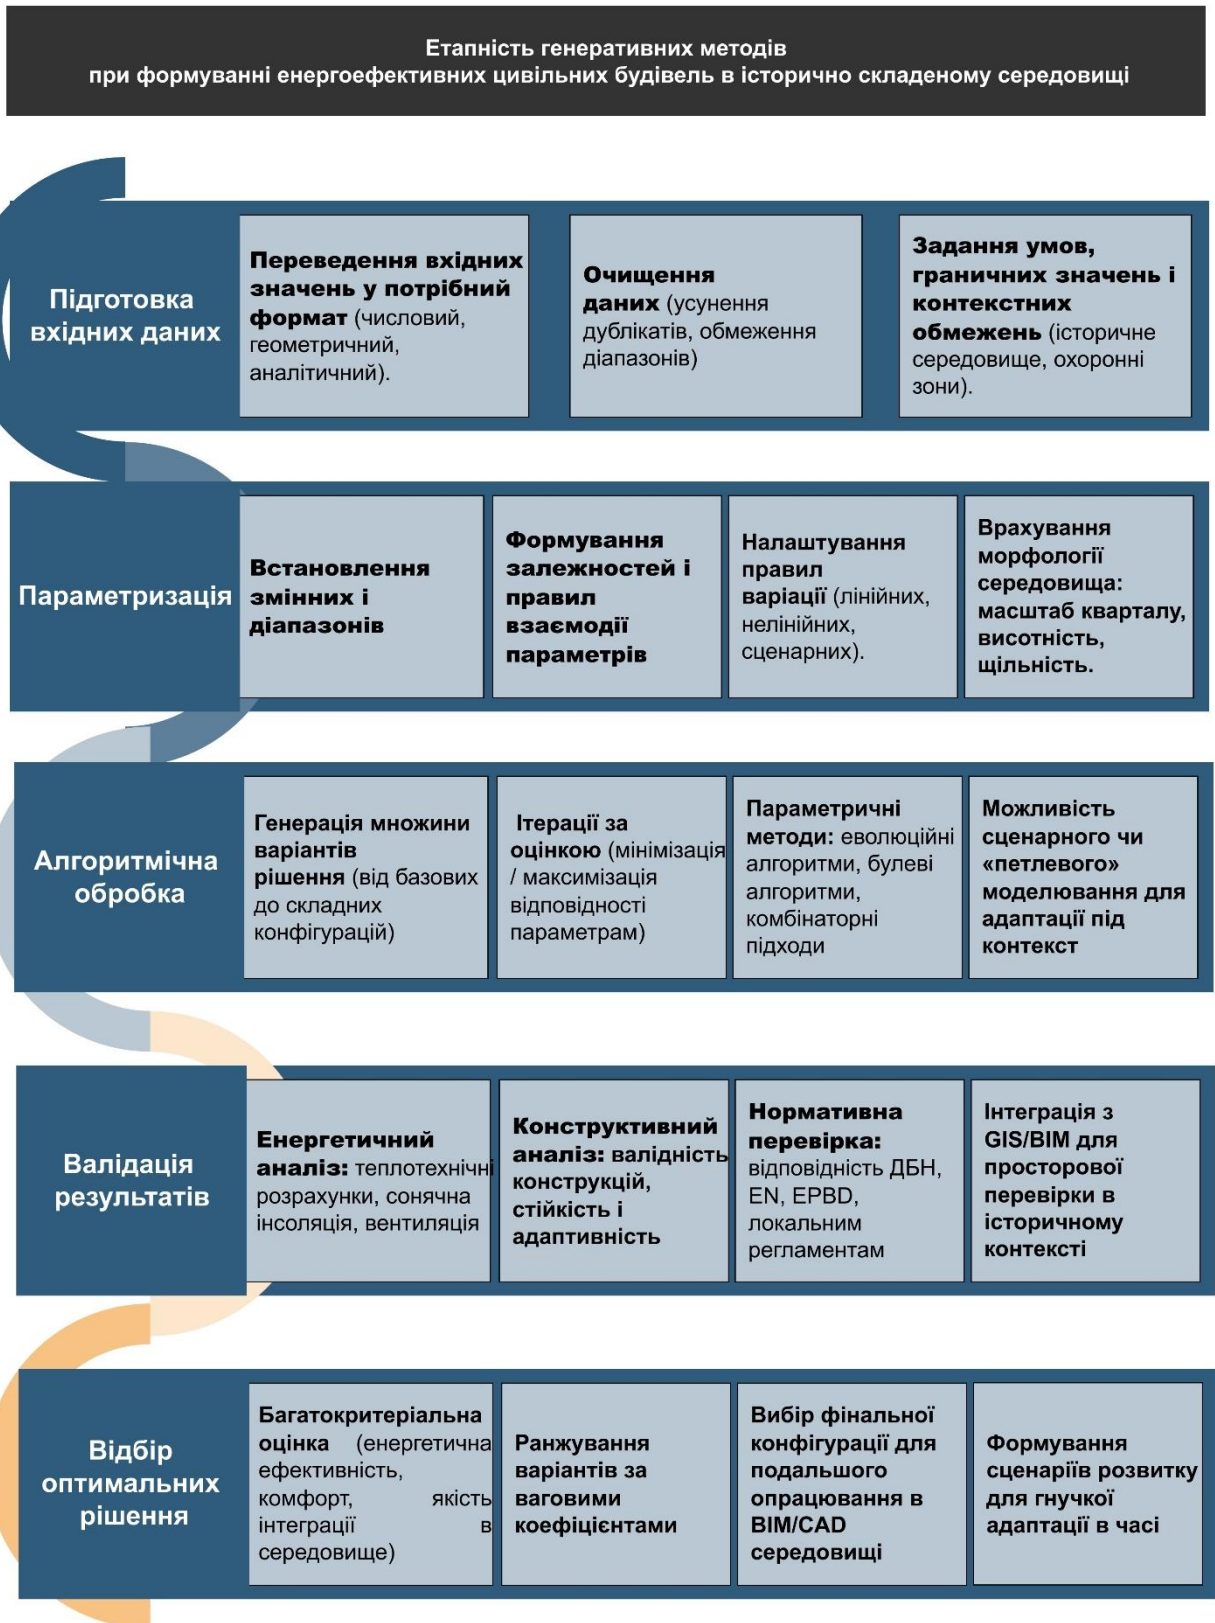 Етапність генеративних методів
при формуванні енергоефективних цивільних будівель в історично складеному середовищі
Підготовка
вхідних даних
Переведення вхідних
значень у потрібний
формат (числовий,
геометричний,
аналітичний).
Очищення
даних (усунення
дублікатів, обмеження
діапазонів)
Задання умов,
граничних значень і
контекстних
обмежень (історичне
середовище, охоронні
зони).
Параметризація
Встановлення
змінних і
діапазонів
Формування
залежностей і
правил
взаємодії
параметрів
Налаштування
правил
варіації (лінійних,
нелінійних,
сценарних).
Врахування
морфології
середовища:
масштаб кварталу,
висотність,
щільність.
Алгоритмічна
обробка
Генерація множини
варіантів
рішення (від базових
до складних
конфігурацій)
Ітерації за
оцінкою (мінімізація
/ максимізація
відповідності
параметрам)
Параметричні
методи: еволюційні
алгоритми, булеві
алгоритми,
комбінаторні
підходи
Можливість
сценарного чи
«петлевого»
моделювання для
адаптації під
контекст
Валідація
результатів
Енергетичний
аналіз: теплотехнічні
розрахунки, сонячна
інсоляція, вентиляція
Конструктивний
аналіз: валідність
конструкцій,
стійкість і
адаптивність
Нормативна
перевірка:
відповідність ДБН,
EN, EPBD,
локальним
регламентам
Інтеграція з
GIS/BIM для
просторової
перевірки в
історичному
контексті
Відбір
оптимальних
рішення
Багатокритеріальна
оцінка (енергетична
ефективність,
комфорт, якість
інтеграції в
середовище)
Ранжування
варіантів за
ваговими
коефіцієнтами
Вибір фінальної
конфігурації для
подальшого
опрацювання в
BIM/CAD
середовищі
Формування
сценаріїв розвитку
для гнучкої
адаптації в часі